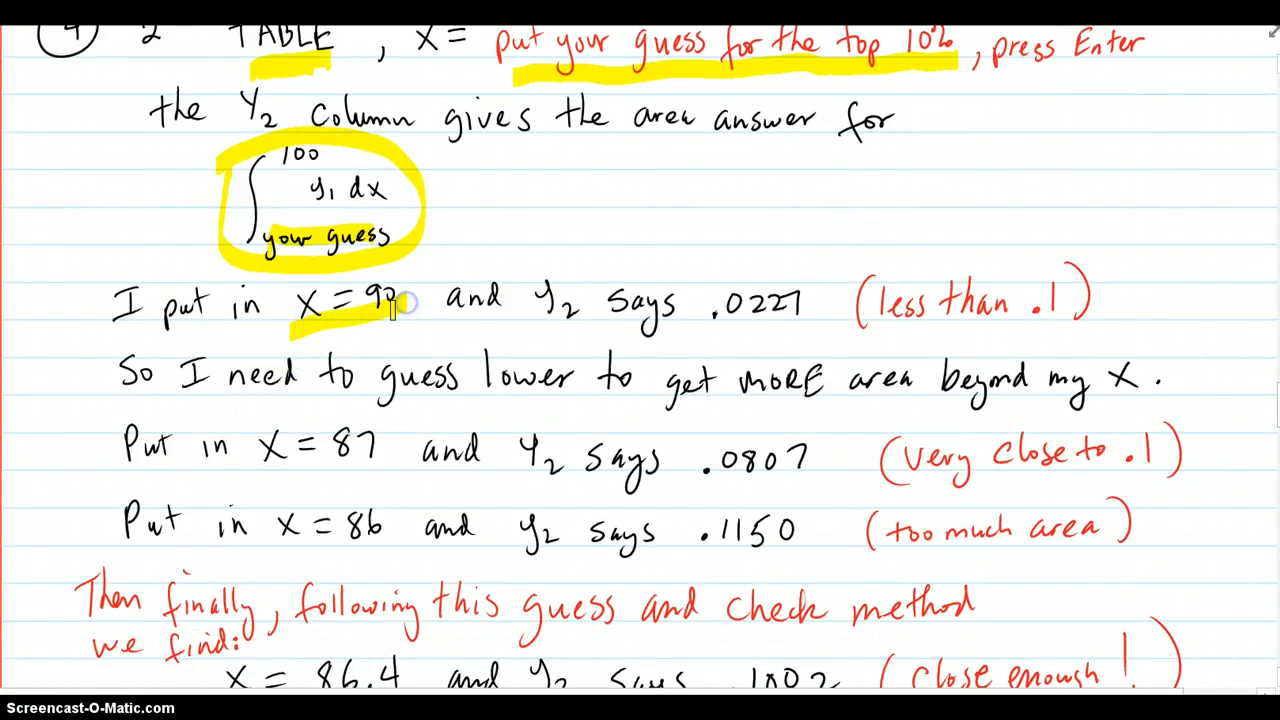 4 2 TABLE, X = put your guess for the top 10%, press Enter
the Y2 column gives the area answer for
100
∫ y1 dx
your guess
I put in X = 90 and Y2 says .0227 (less than .1)
So I need to guess lower to get MORE area beyond my X.
Put in X = 87 and Y2 says .0807 (very close to .1)
Put in X = 86 and Y2 says .1150 (too much area)
Then finally, following this guess and check method
we find:
X = 86.4 and Y2 says .1002 (close enough!)
Screencast-O-Matic.com